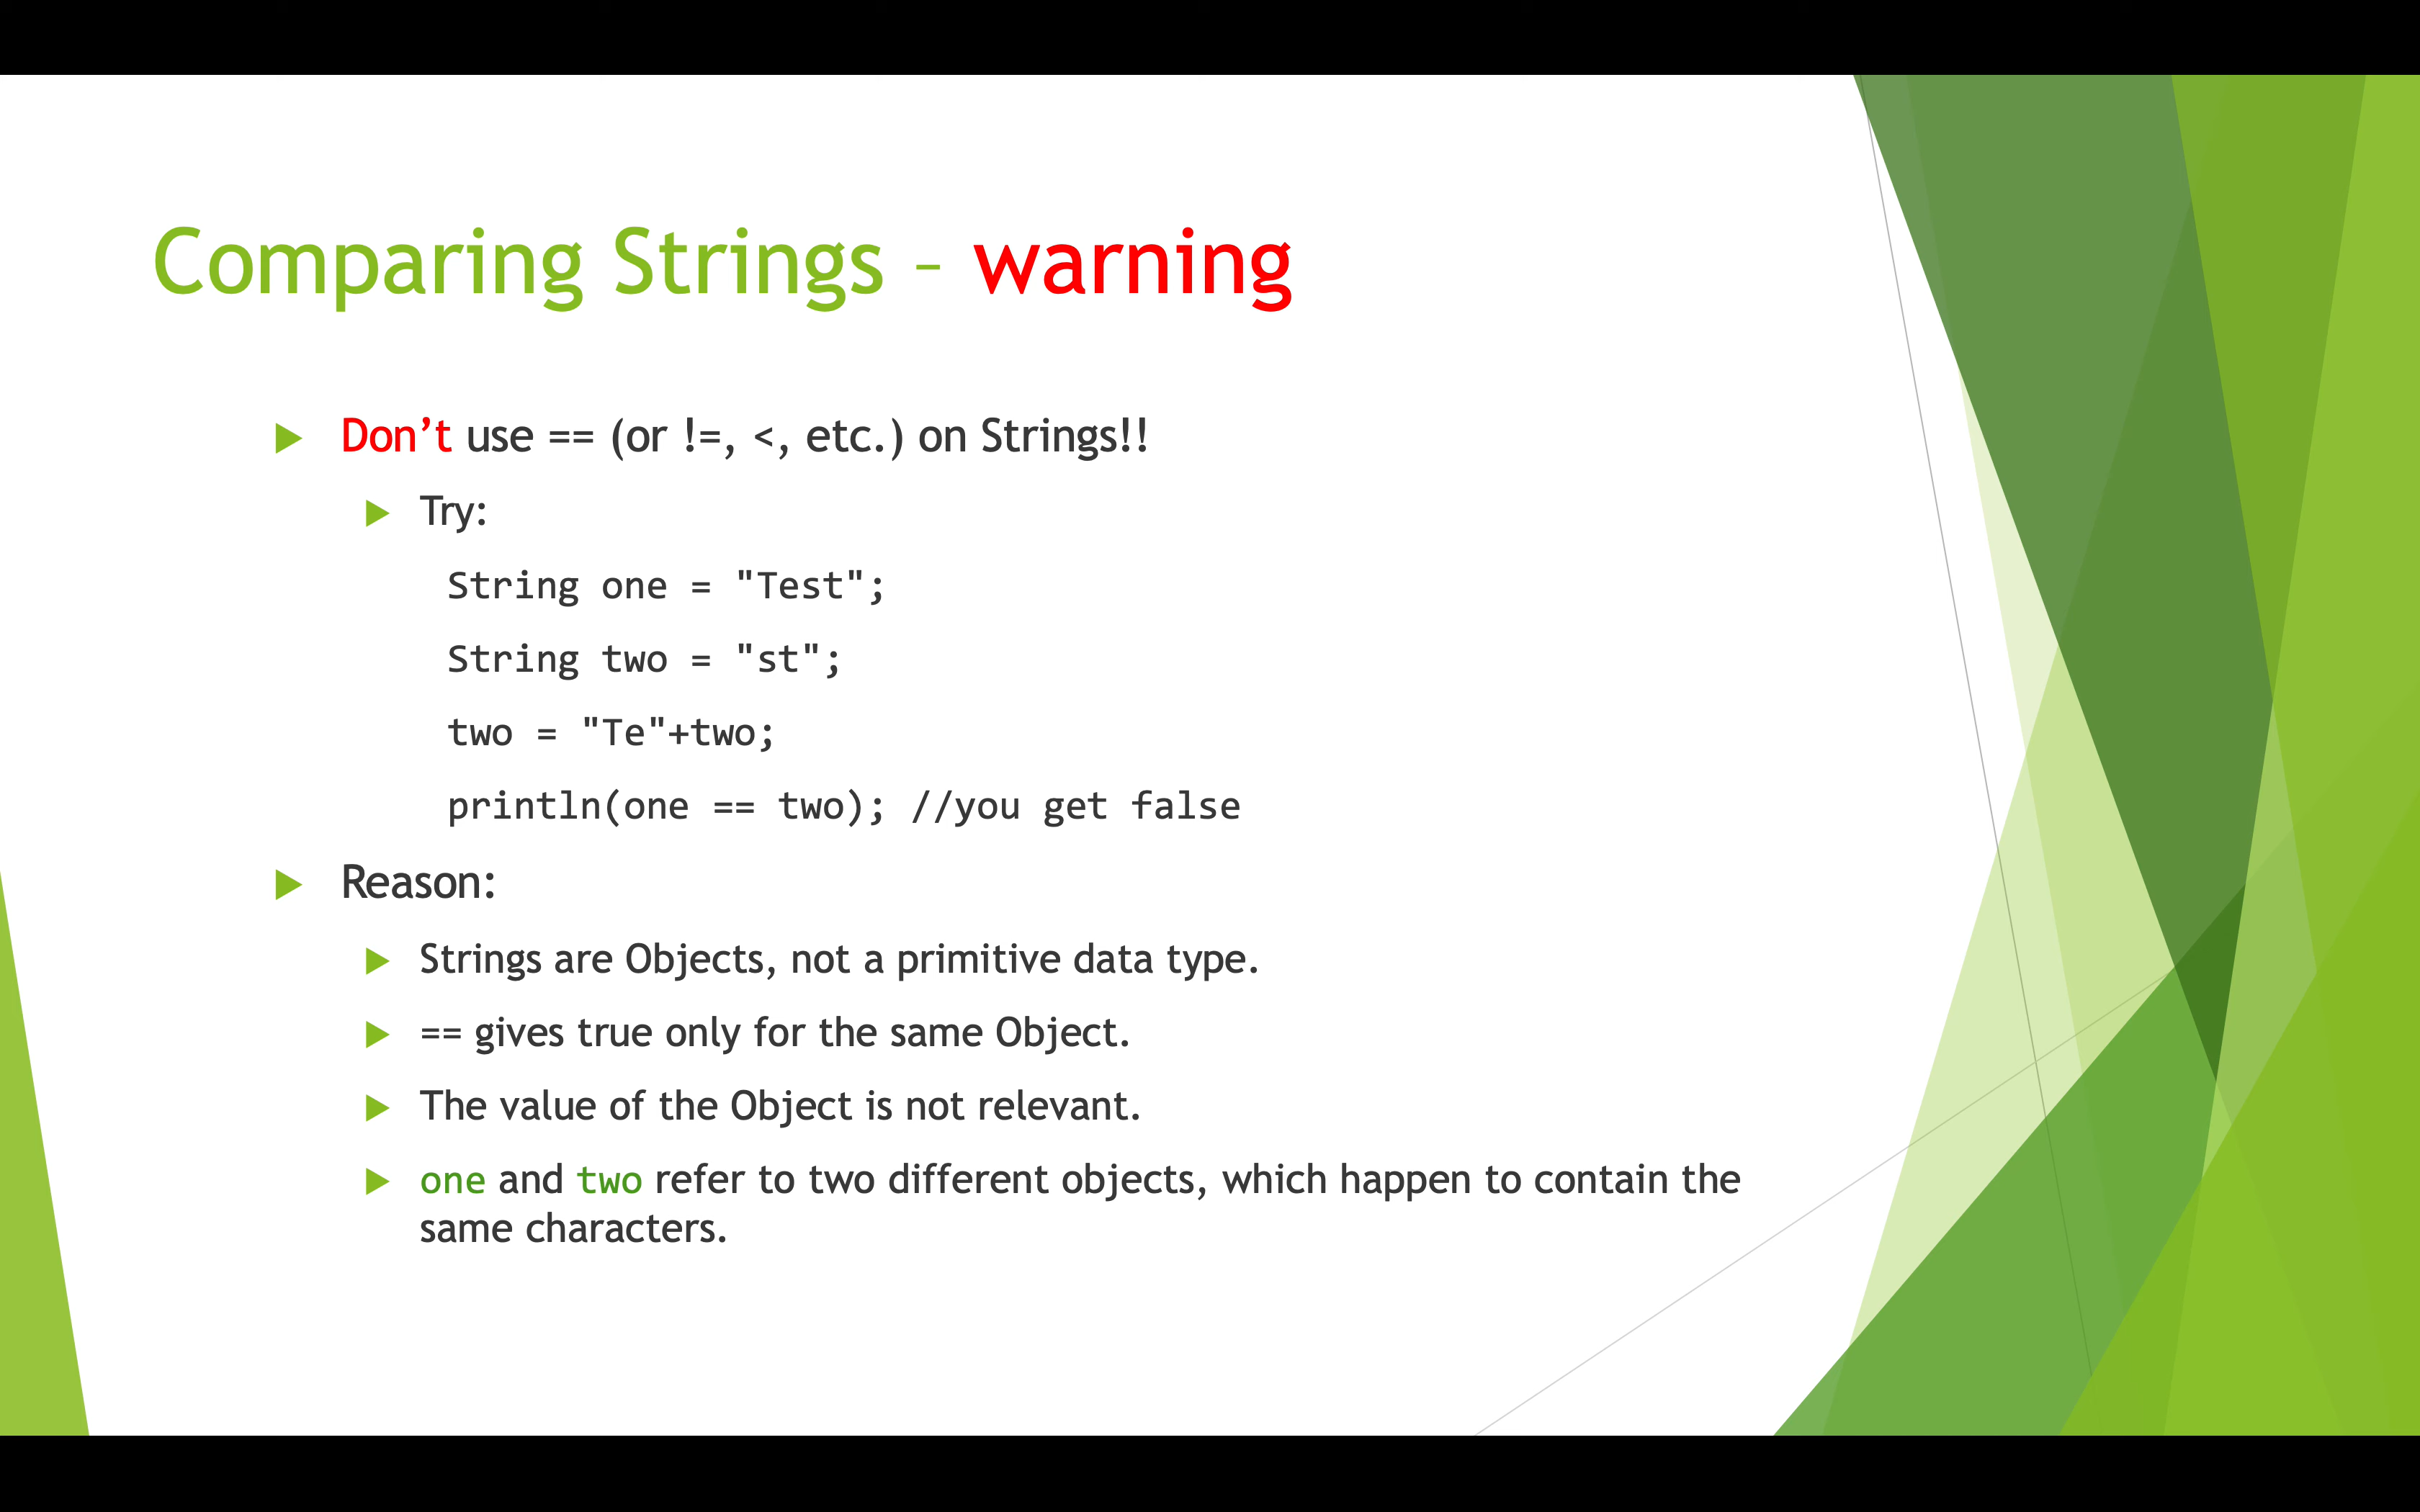 Comparing Strings – warning
Don’t use == (or !=, <, etc.) on Strings!!
Try:
String one = "Test";
String two = "st";
two = "Te"+two;
println(one == two); //you get false
Reason:
Strings are Objects, not a primitive data type.
== gives true only for the same Object.
The value of the Object is not relevant.
one and two refer to two different objects, which happen to contain the
same characters.